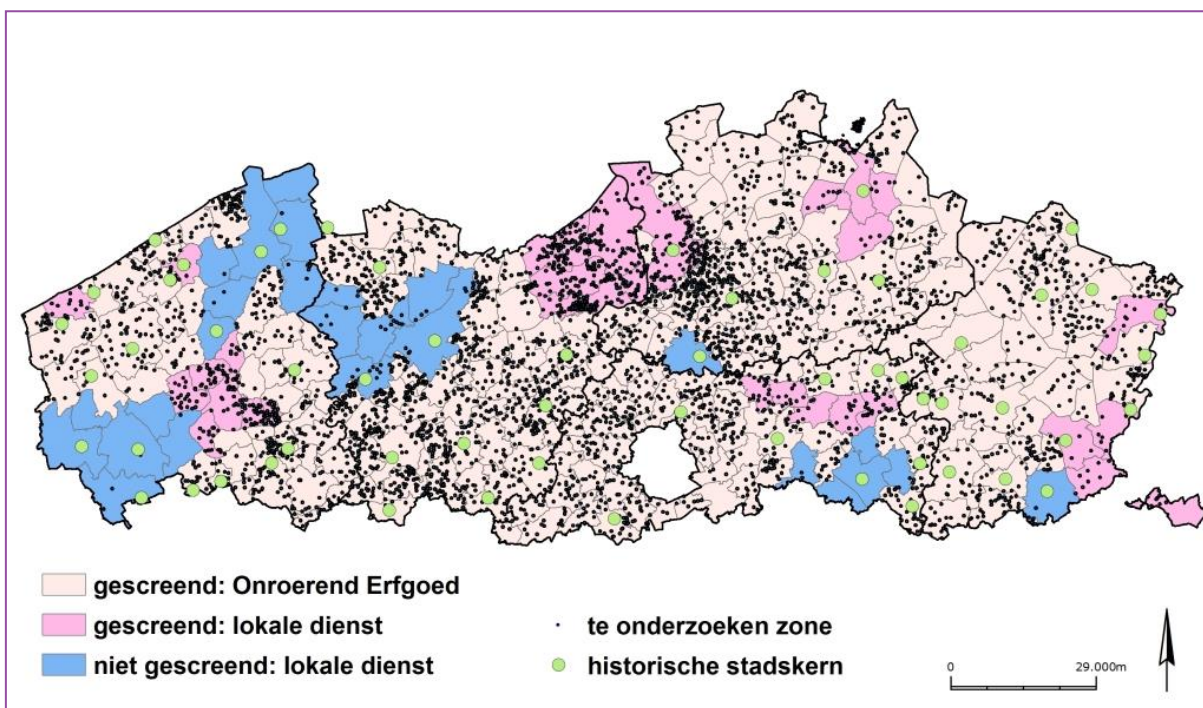 gescreend: Onroerend Erfgoed
gescreend: lokale dienst
niet gescreend: lokale dienst
te onderzoeken zone
historische stadskern
0 29.000m